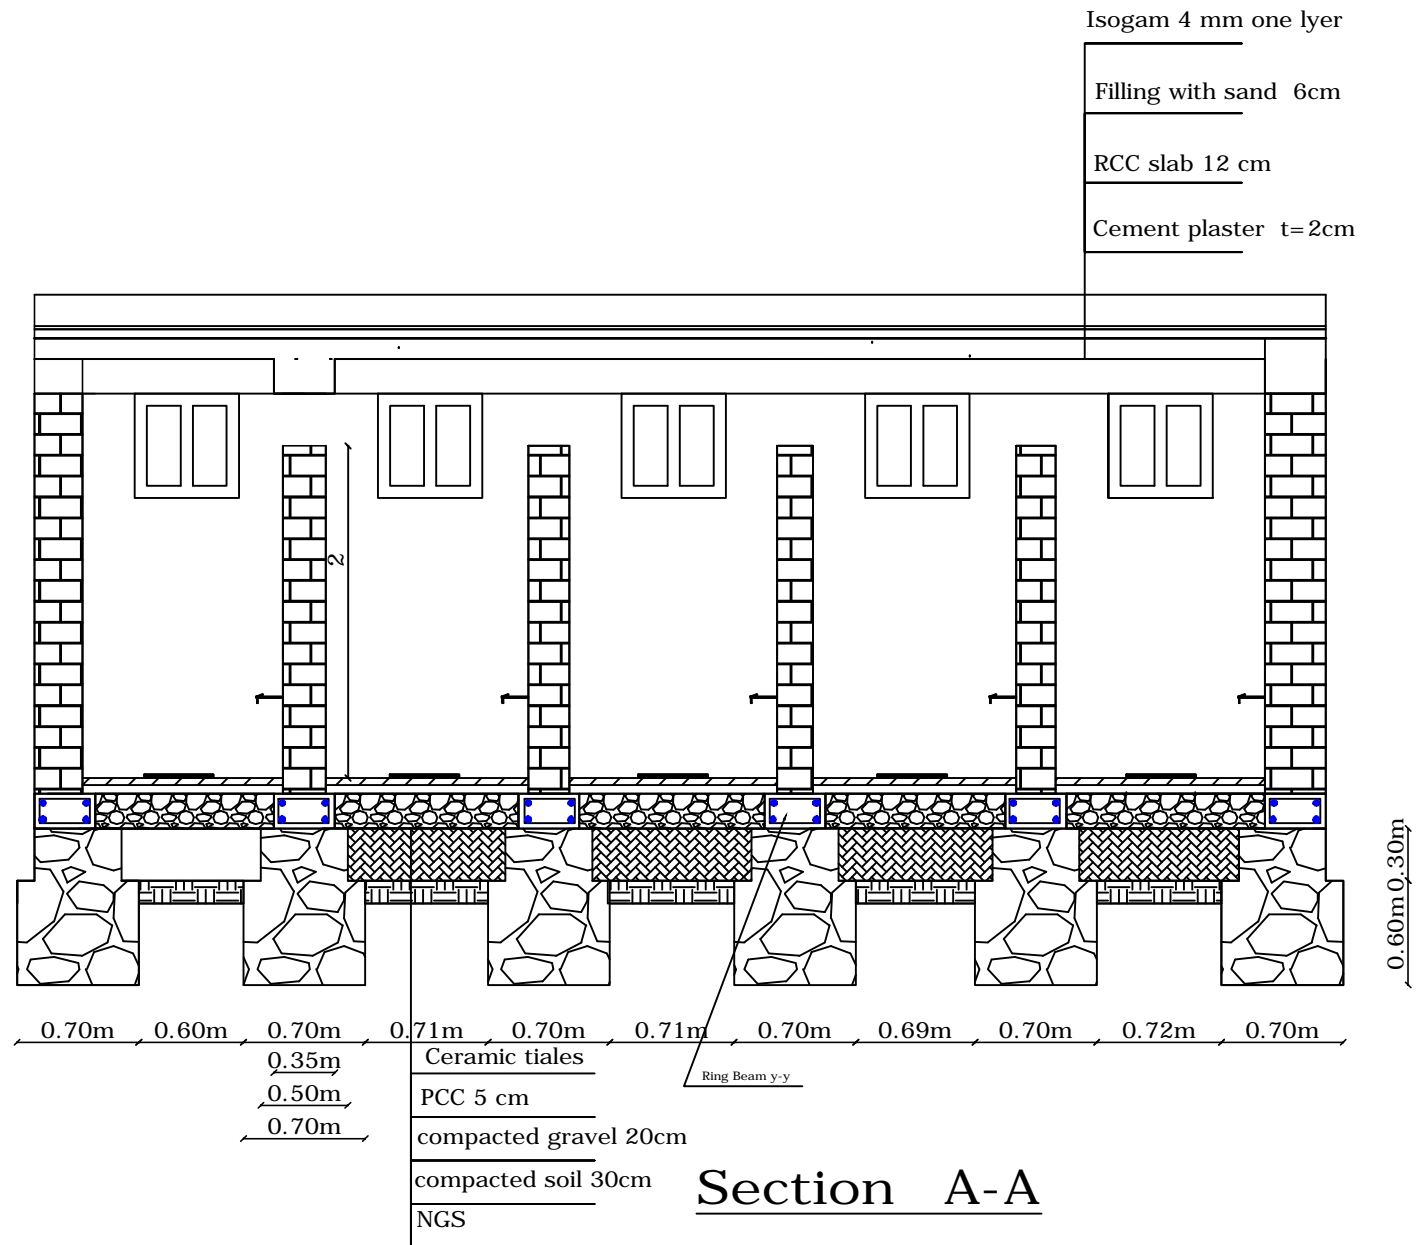 Isogam 4 mm one lyer
Filling with sand 6cm
RCC slab 12 cm
Cement plaster t=2cm
2
0.30m
0.60m
0.70m 0.60m 0.70m 0.71m 0.70m 0.71m 0.70m 0.69m 0.70m 0.72m 0.70m
0.35m
0.50m
0.70m
Ceramic tiales
PCC 5 cm
compacted gravel 20cm
compacted soil 30cm
NGS
Ring Beam y-y
Section A-A